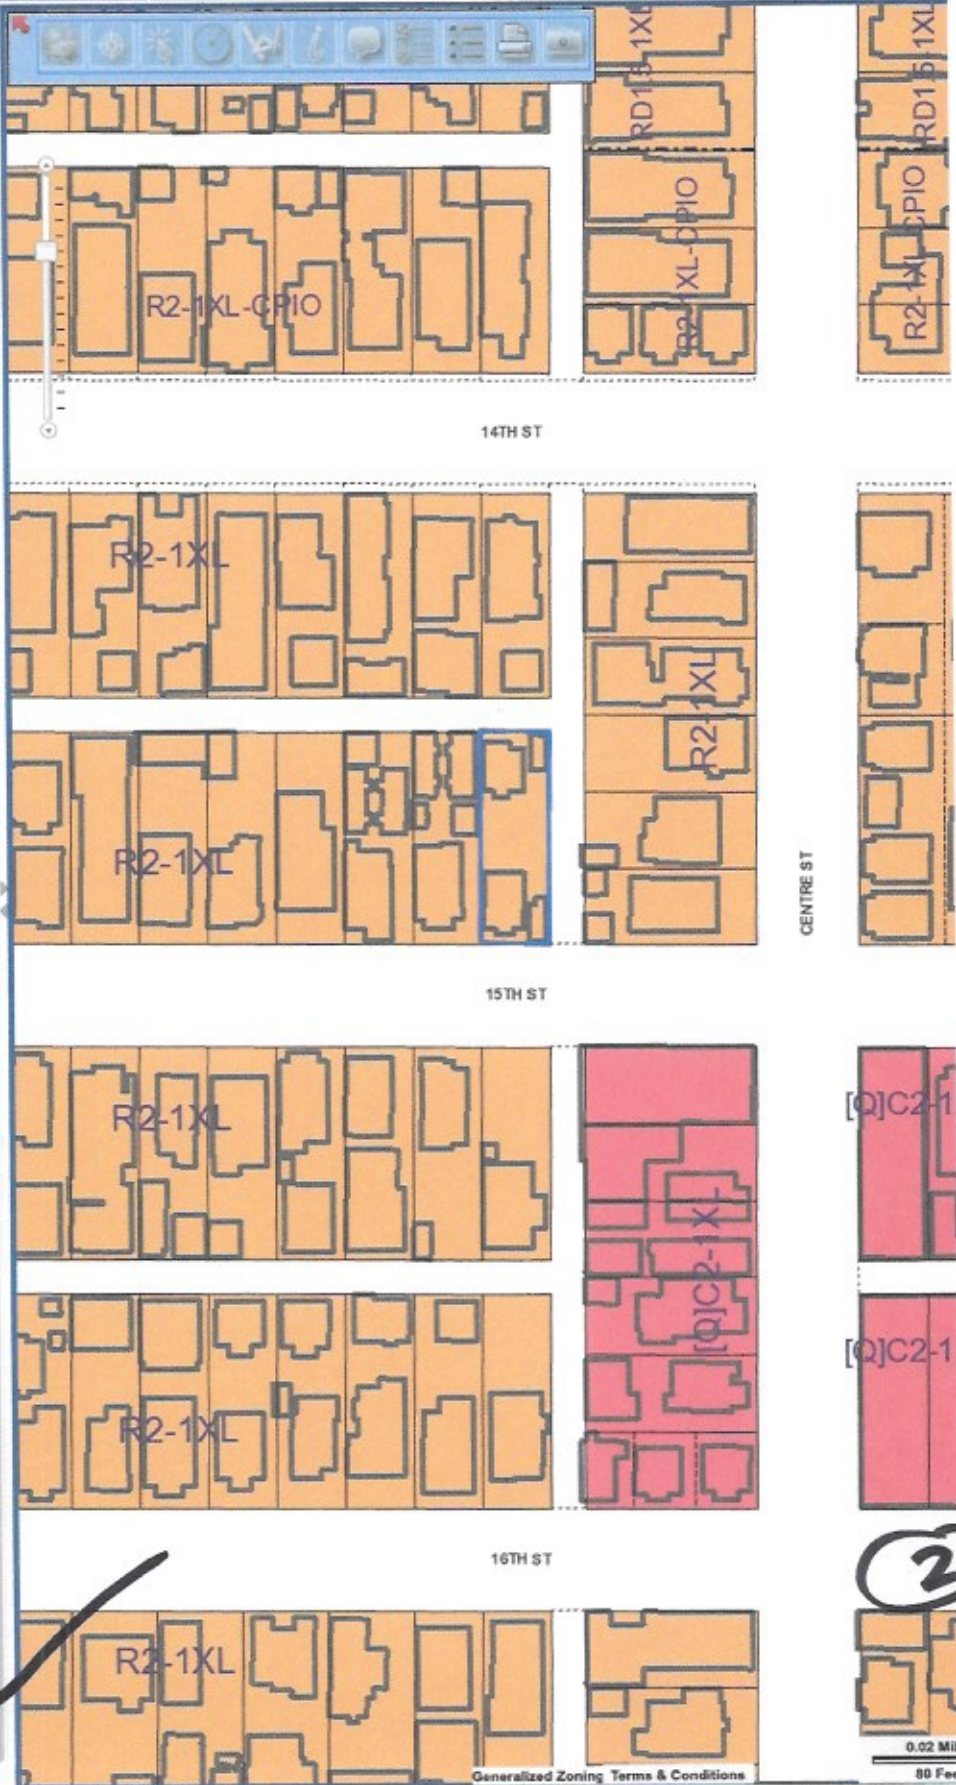 RD1.5-1XL
RD1.5-1XL
R2-1XL-CPIO
R2-1XL-CPIO
R2-1XL-CPIO
14TH ST
R2-1XL
R2-1XL
R2-1XL
CENTRE ST
15TH ST
R2-1XL
[Q]C2-1
[Q]C2-1XL
[Q]C2-1
R2-1XL
16TH ST
2
R2-1XL
0.02 Mil
80 Fee
Generalized Zoning Terms & Conditions